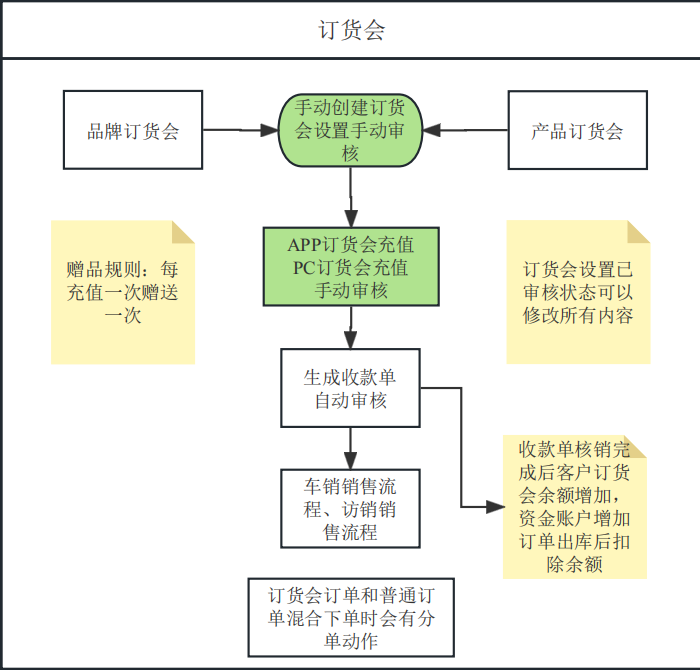 订货会
品牌订货会
手动创建订货
会设置手动审
核
产品订货会
APP订货会充值
PC订货会充值
手动审核
赠品规则：每
充值一次赠送
一次
订货会设置已
审核状态可以
修改所有内容
生成收款单
自动审核
收款单核销完
成后客户订货
会余额增加，
资金账户增加
订单出库后扣
除余额
车销销售流
程、访销销
售流程
订货会订单和普通订
单混合下单时会有分
单动作